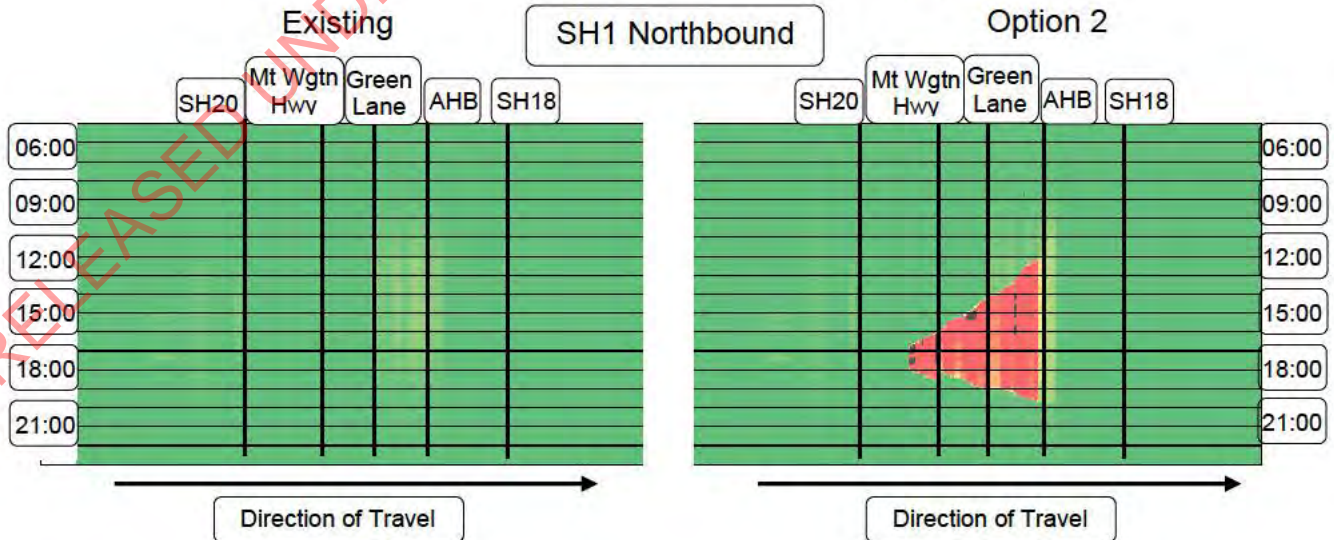 Existing
SH1 Northbound
Option 2
SH20
Mt Wgtn
Hwy
Green
Lane
AHB
SH18
SH20
Mt Wgtn
Hwy
Green
Lane
AHB
SH18
06:00
09:00
12:00
15:00
18:00
21:00
06:00
09:00
12:00
15:00
18:00
21:00
Direction of Travel
Direction of Travel
RELEASED UND